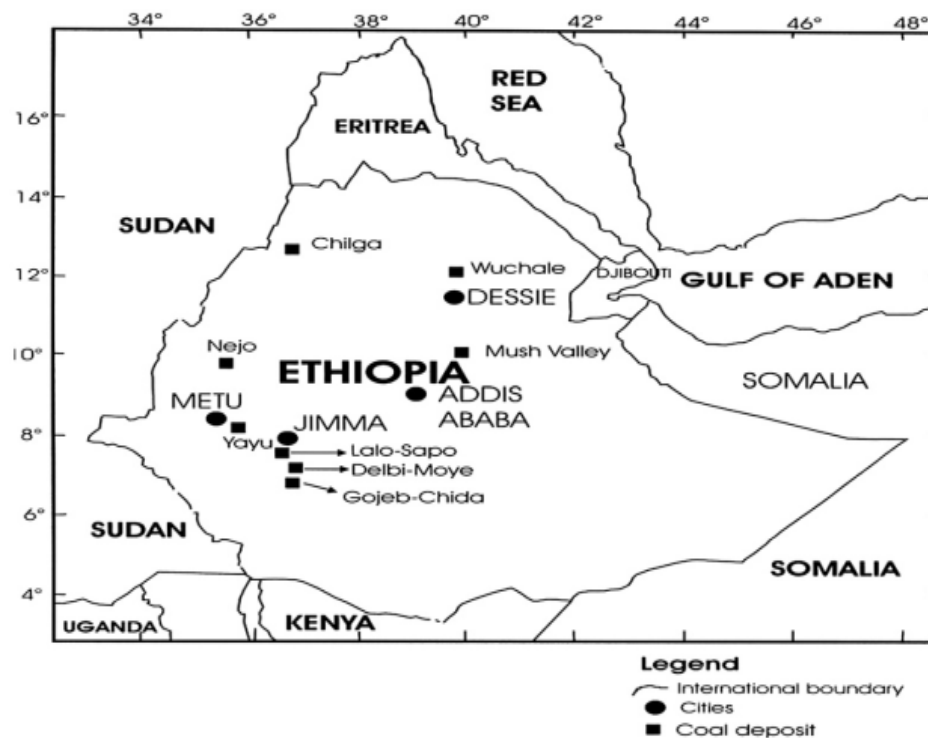 34° 36° 38° 40° 42° 44° 46° 48°
RED
SEA
16°
ERITREA
14°
SUDAN
Chilga
12°
Wuchale
DJIBOUTI
GULF OF ADEN
DESSIE
10°
Nejo
Mush Valley
ETHIOPIA
SOMALIA
METU
ADDIS
ABABA
8°
JIMMA
Yayu
Lalo-Sapo
Delbi-Moye
Gojeb-Chida
6°
SUDAN
SOMALIA
4°
UGANDA
KENYA
Legend
International boundary
Cities
Coal deposit